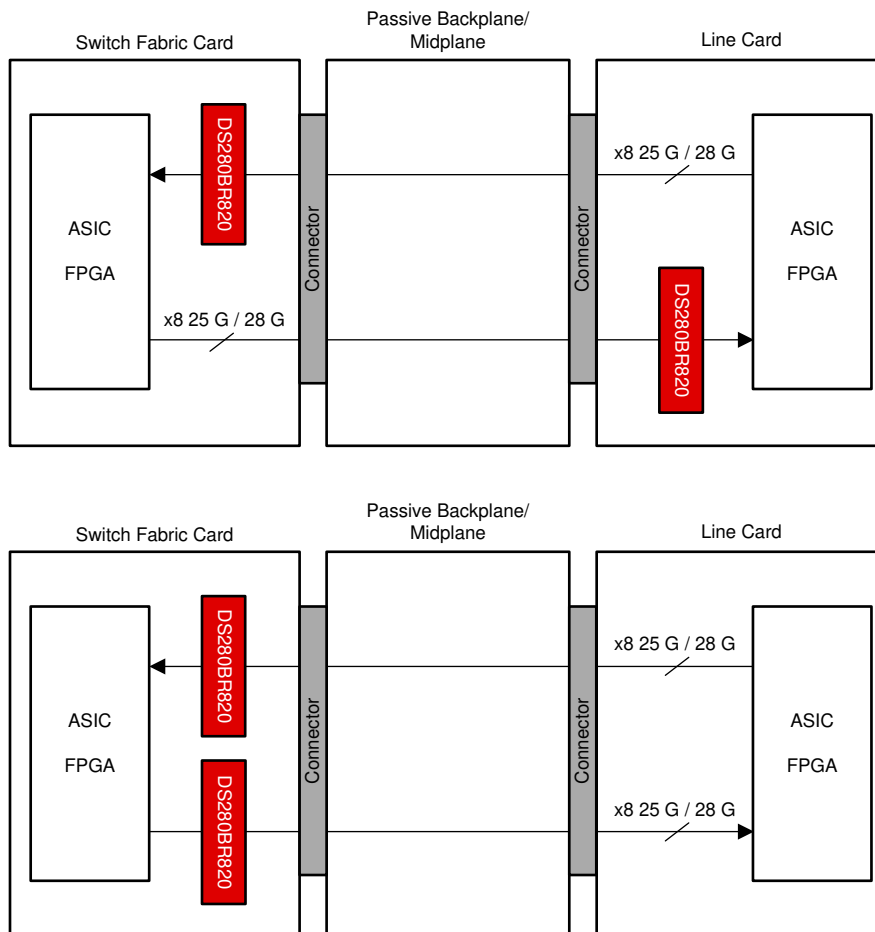 Passive Backplane/
Midplane
Switch Fabric Card
Line Card
DS280BR820
x8 25 G / 28 G
ASIC
FPGA
Connector
Connector
ASIC
FPGA
x8 25 G / 28 G
DS280BR820
Passive Backplane/
Midplane
Switch Fabric Card
Line Card
DS280BR820
x8 25 G / 28 G
ASIC
FPGA
Connector
Connector
ASIC
FPGA
DS280BR820
x8 25 G / 28 G